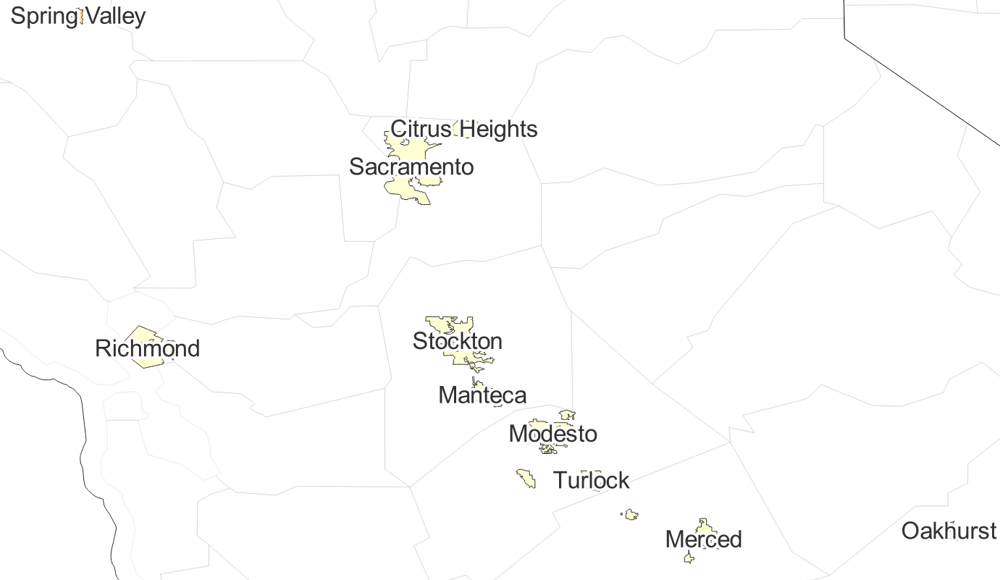 Spring Valley
Citrus Heights
Sacramento
Stockton
Richmond
Manteca
Modesto
Turlock
Oakhurst
Merced